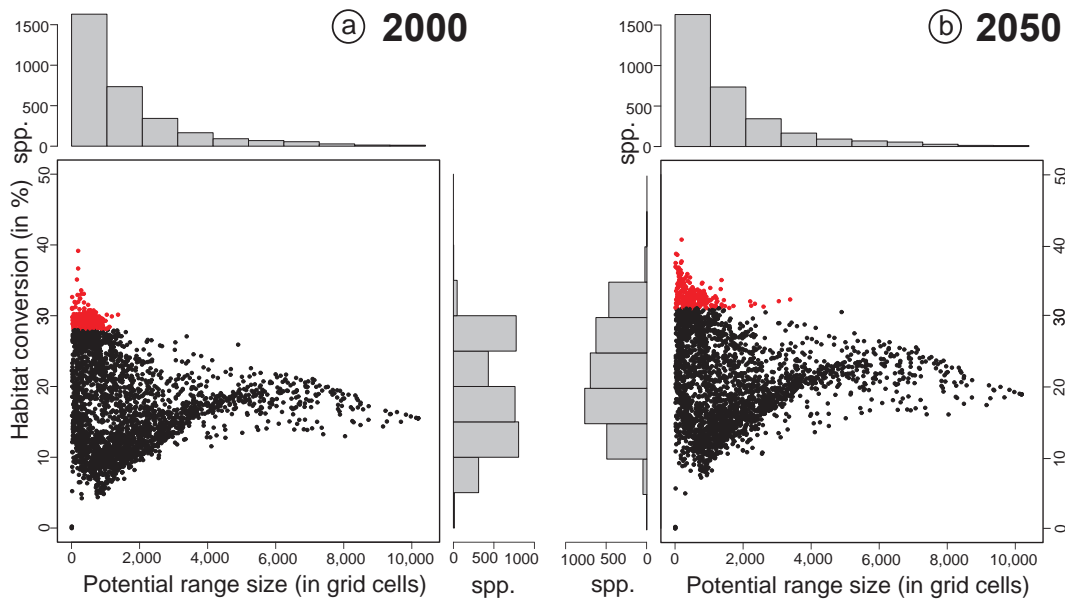 ⓐ 2000
1500
1000
500
0
spp.
Habitat conversion (in %)
50
40
30
20
10
0
0 2,000 4,000 6,000 8,000 10,000
Potential range size (in grid cells)
0 500 1000
spp.
ⓑ 2050
1500
1000
500
0
spp.
1000 500 0
spp.
50
40
30
20
10
0
0 2,000 4,000 6,000 8,000 10,000
Potential range size (in grid cells)